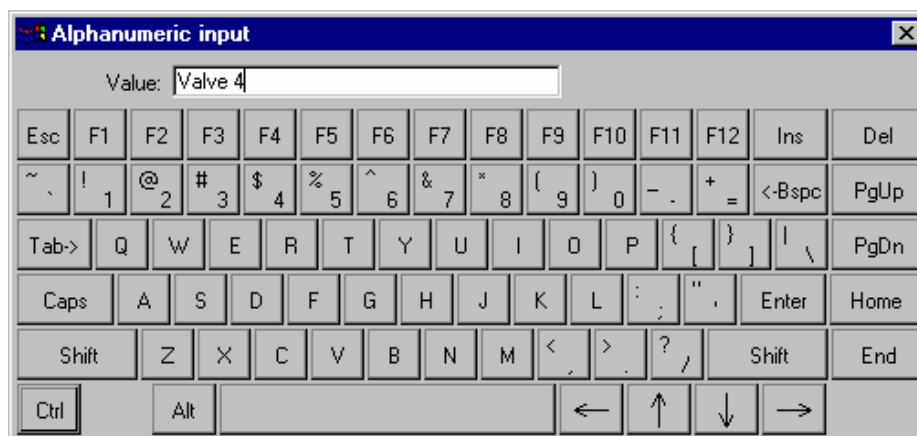 Alphanumeric input
Value: Valve 4
Esc F1 F2 F3 F4 F5 F6 F7 F8 F9 F10 F11 F12 Ins Del
~ ` ! 1 @ 2 # 3 $ 4 % 5 ^ 6 & 7 * 8 ( 9 ) 0 _ - + = <-Bspc PgUp
Tab-> Q W E R T Y U I O P { [ } ] | \ PgDn
Caps A S D F G H J K L : ; " ' Enter Home
Shift Z X C V B N M < , > . ? / Shift End
Ctrl Alt ← ↑ ↓ →